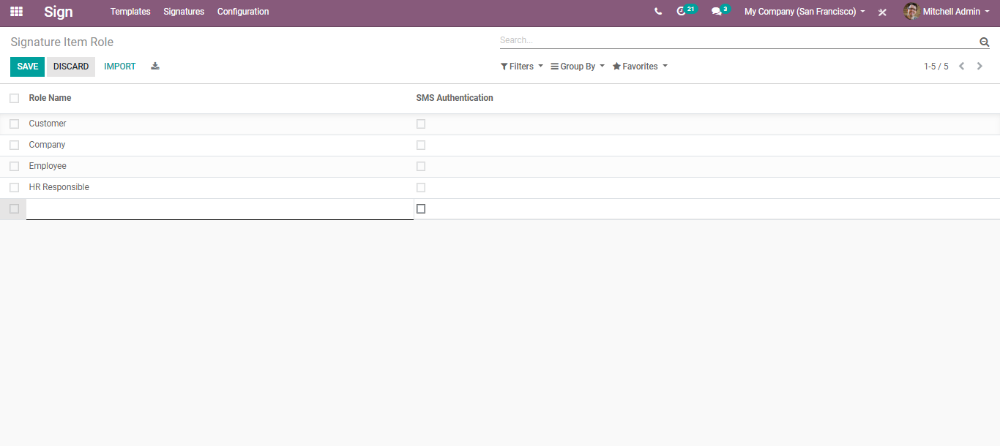 Sign Templates Signatures Configuration 21 3 My Company (San Francisco) Mitchell Admin
Signature Item Role
Search...
SAVE DISCARD IMPORT Filters Group By Favorites 1-5 / 5
Role Name SMS Authentication
Customer
Company
Employee
HR Responsible